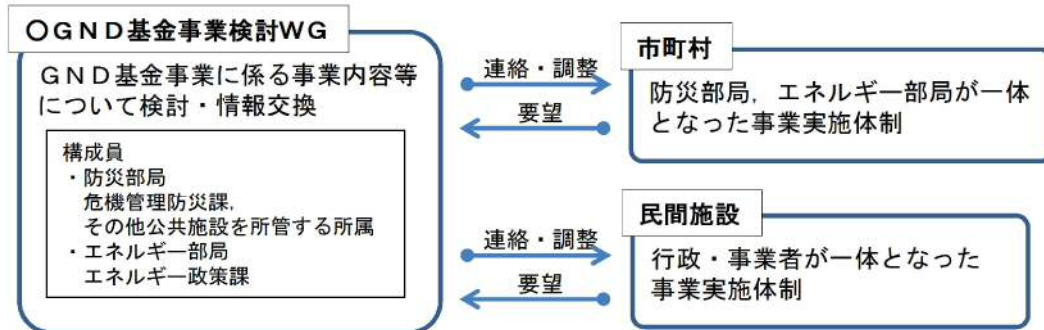 ○ＧＮＤ基金事業検討WG
ＧＮＤ基金事業に係る事業内容等
について検討・情報交換
構成員
・防災部局
危機管理防災課，
その他公共施設を所管する所属
・エネルギー部局
エネルギー政策課
連絡・調整
要望
市町村
防災部局，エネルギー部局が一体
となった事業実施体制
連絡・調整
要望
民間施設
行政・事業者が一体となった
事業実施体制